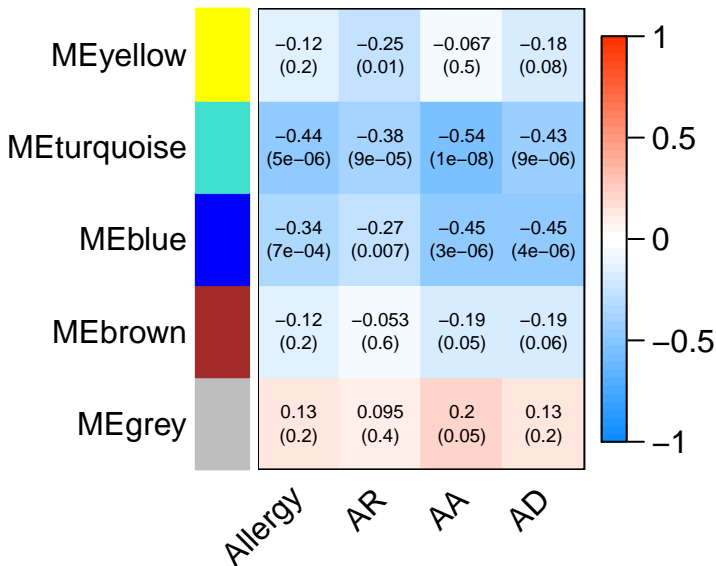 MEyellow
−0.12 −0.25 −0.067 −0.18
(0.2) (0.01) (0.5) (0.08)
MEturquoise
−0.44 −0.38 −0.54 −0.43
(5e−06) (9e−05) (1e−08) (9e−06)
MEblue
−0.34 −0.27 −0.45 −0.45
(7e−04) (0.007) (3e−06) (4e−06)
MEbrown
−0.12 −0.053 −0.19 −0.19
(0.2) (0.6) (0.05) (0.06)
MEgrey
0.13 0.095 0.2 0.13
(0.2) (0.4) (0.05) (0.2)
Allergy AR AA AD
1
0.5
0
−0.5
−1